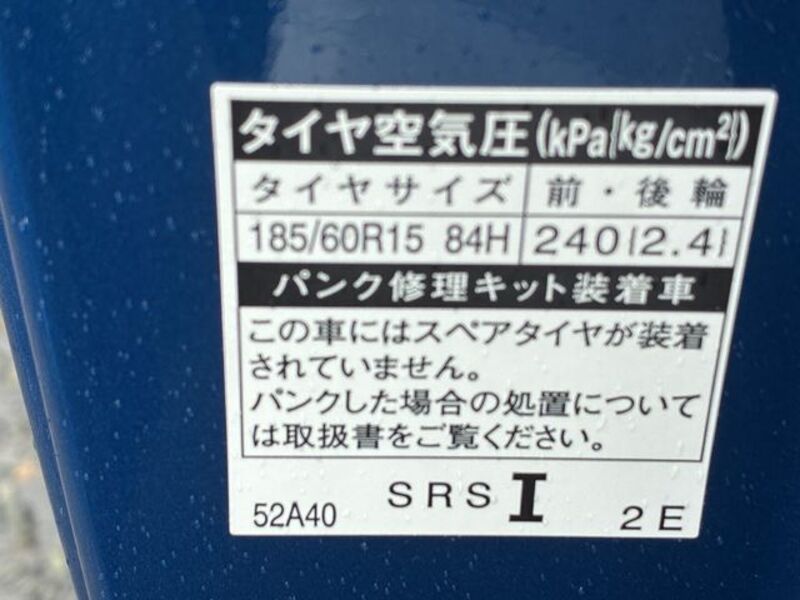 タイヤ空気圧(kPa{kg/cm²})
タイヤサイズ 前・後輪
185/60R15 84H 240{2.4}
パンク修理キット装着車
この車にはスペアタイヤが装着
されていません。
パンクした場合の処置について
は取扱書をご覧ください。
52A40 SRS I 2E